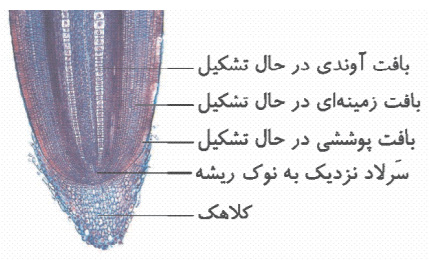 بافت آوندی در حال تشکیل
بافت زمینه‌ای در حال تشکیل
بافت پوششی در حال تشکیل
سَرلاد نزدیک به نوک ریشه
کلاهک